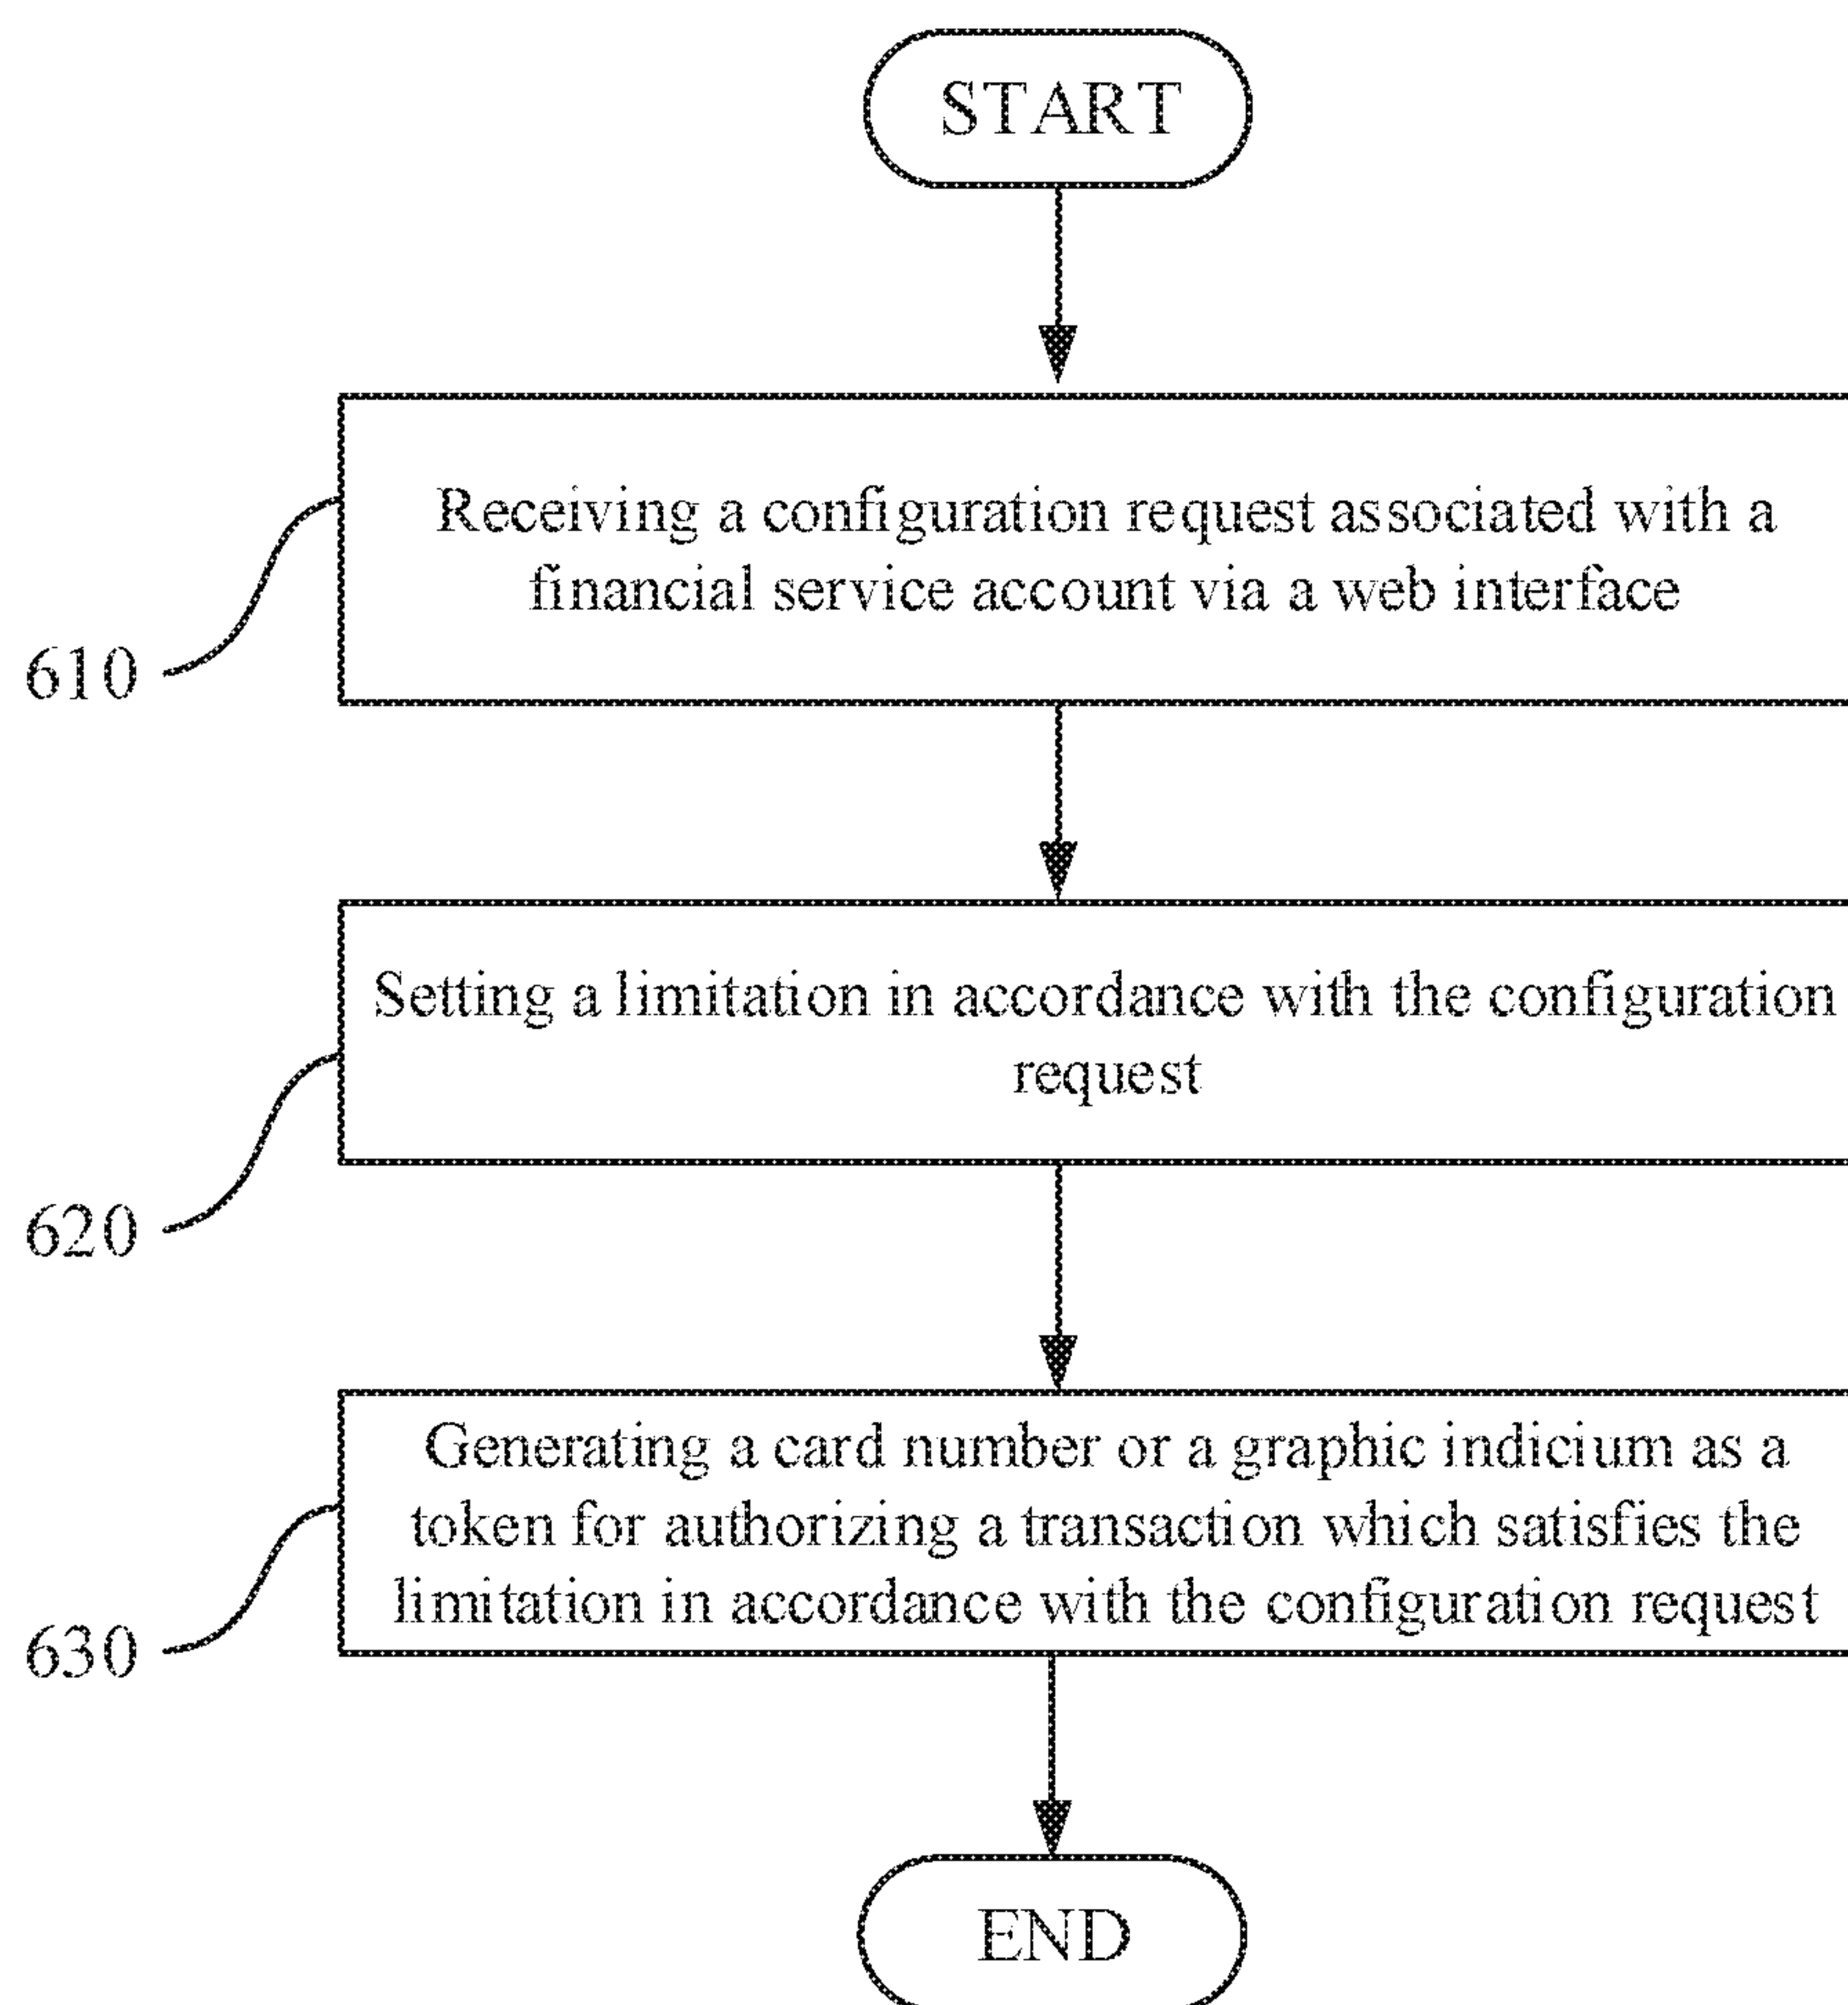 START
Receiving a configuration request associated with a
financial service account via a web interface
610
Setting a limitation in accordance with the configuration
request
620
Generating a card number or a graphic indicium as a
token for authorizing a transaction which satisfies the
limitation in accordance with the configuration request
630
END